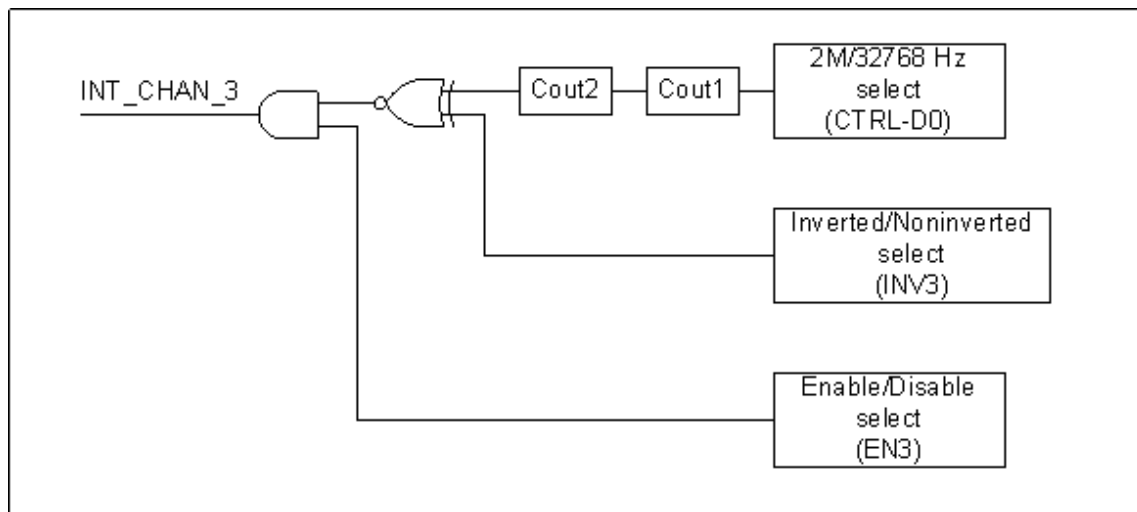 INT_CHAN_3
Cout2
Cout1
2M/32768 Hz
select
(CTRL-D0)
Inverted/Noninverted
select
(INV3)
Enable/Disable
select
(EN3)